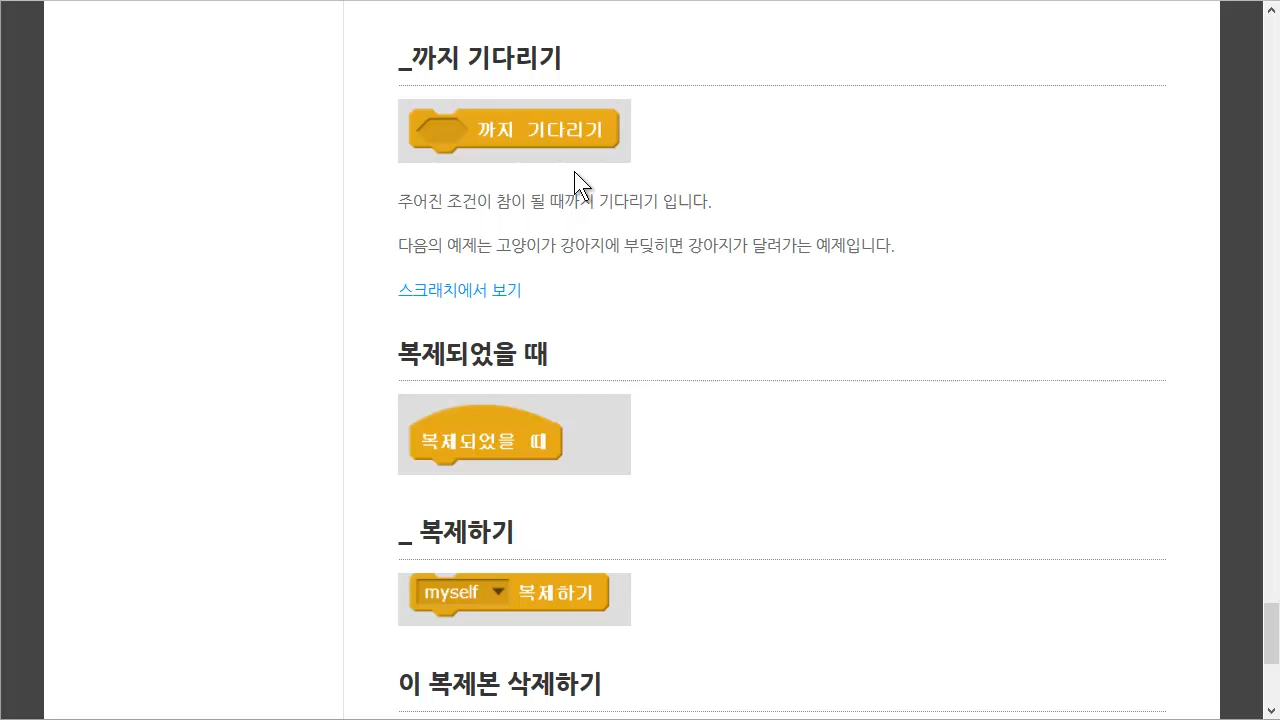 _까지 기다리기
까지 기다리기
주어진 조건이 참이 될 때까지 기다리기 입니다.
다음의 예제는 고양이가 강아지에 부딪히면 강아지가 달려가는 예제입니다.
스크래치에서 보기
복제되었을 때
복제되었을 때
_ 복제하기
myself 복제하기
이 복제본 삭제하기